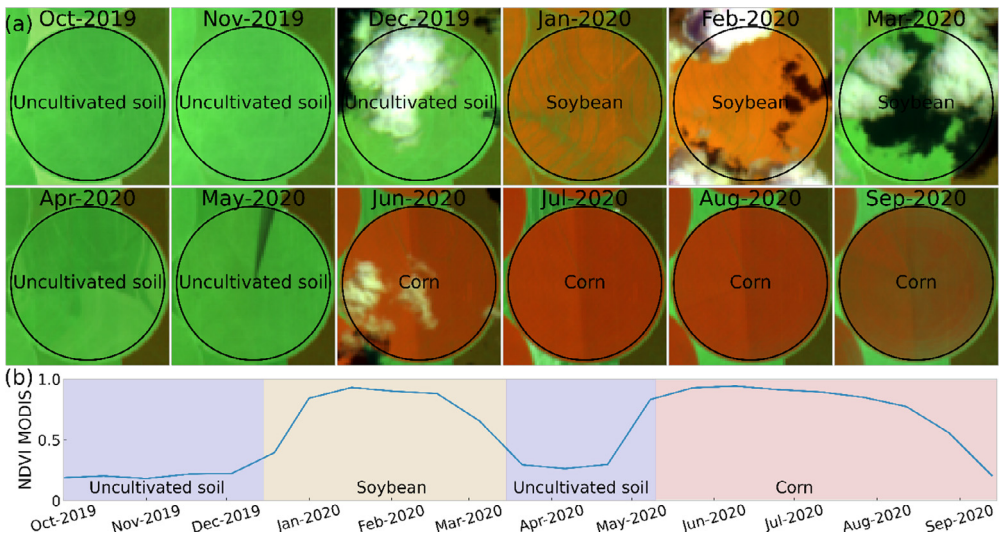 (a) Oct-2019 Nov-2019 Dec-2019 Jan-2020 Feb-2020 Mar-2020
Uncultivated soil Uncultivated soil Uncultivated soil Soybean Soybean Soybean
Apr-2020 May-2020 Jun-2020 Jul-2020 Aug-2020 Sep-2020
Uncultivated soil Uncultivated soil Corn Corn Corn Corn
(b)
1.0
0.5
0
NDVI MODIS
Uncultivated soil Soybean Uncultivated soil Corn
Oct-2019 Nov-2019 Dec-2019 Jan-2020 Feb-2020 Mar-2020 Apr-2020 May-2020 Jun-2020 Jul-2020 Aug-2020 Sep-2020